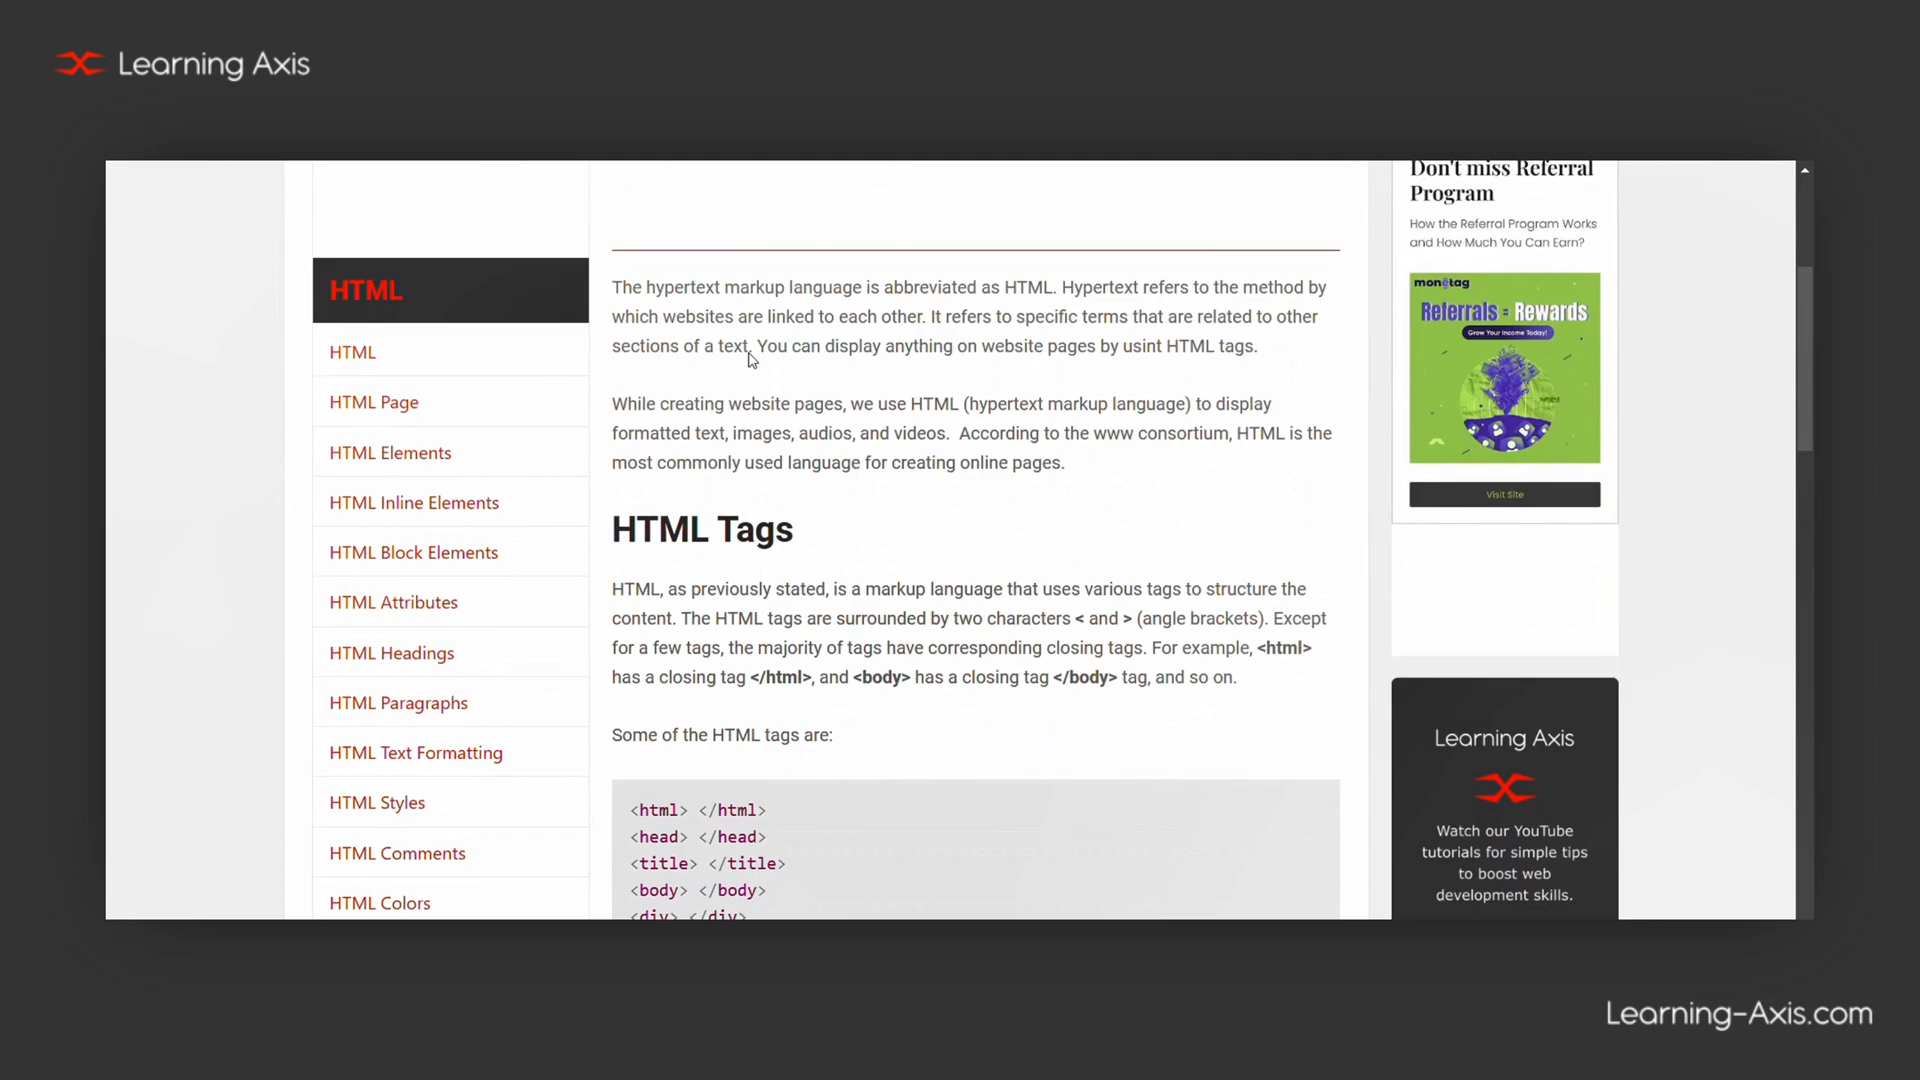 Learning Axis
HTML
HTML
HTML Page
HTML Elements
HTML Inline Elements
HTML Block Elements
HTML Attributes
HTML Headings
HTML Paragraphs
HTML Text Formatting
HTML Styles
HTML Comments
HTML Colors
The hypertext markup language is abbreviated as HTML. Hypertext refers to the method by
which websites are linked to each other. It refers to specific terms that are related to other
sections of a text. You can display anything on website pages by usint HTML tags.
While creating website pages, we use HTML (hypertext markup language) to display
formatted text, images, audios, and videos.  According to the www consortium, HTML is the
most commonly used language for creating online pages.
HTML Tags
HTML, as previously stated, is a markup language that uses various tags to structure the
content. The HTML tags are surrounded by two characters < and > (angle brackets). Except
for a few tags, the majority of tags have corresponding closing tags. For example, <html>
has a closing tag </html>, and <body> has a closing tag </body> tag, and so on.
Some of the HTML tags are:
<html> </html>
<head> </head>
<title> </title>
<body> </body>
<div> </div>
Don't miss Referral
Program
How the Referral Program Works
and How Much You Can Earn?
monetag
Referrals = Rewards
Grow Your Income Today!
Visit Site
Learning Axis
Watch our YouTube
tutorials for simple tips
to boost web
development skills.
Learning-Axis.com